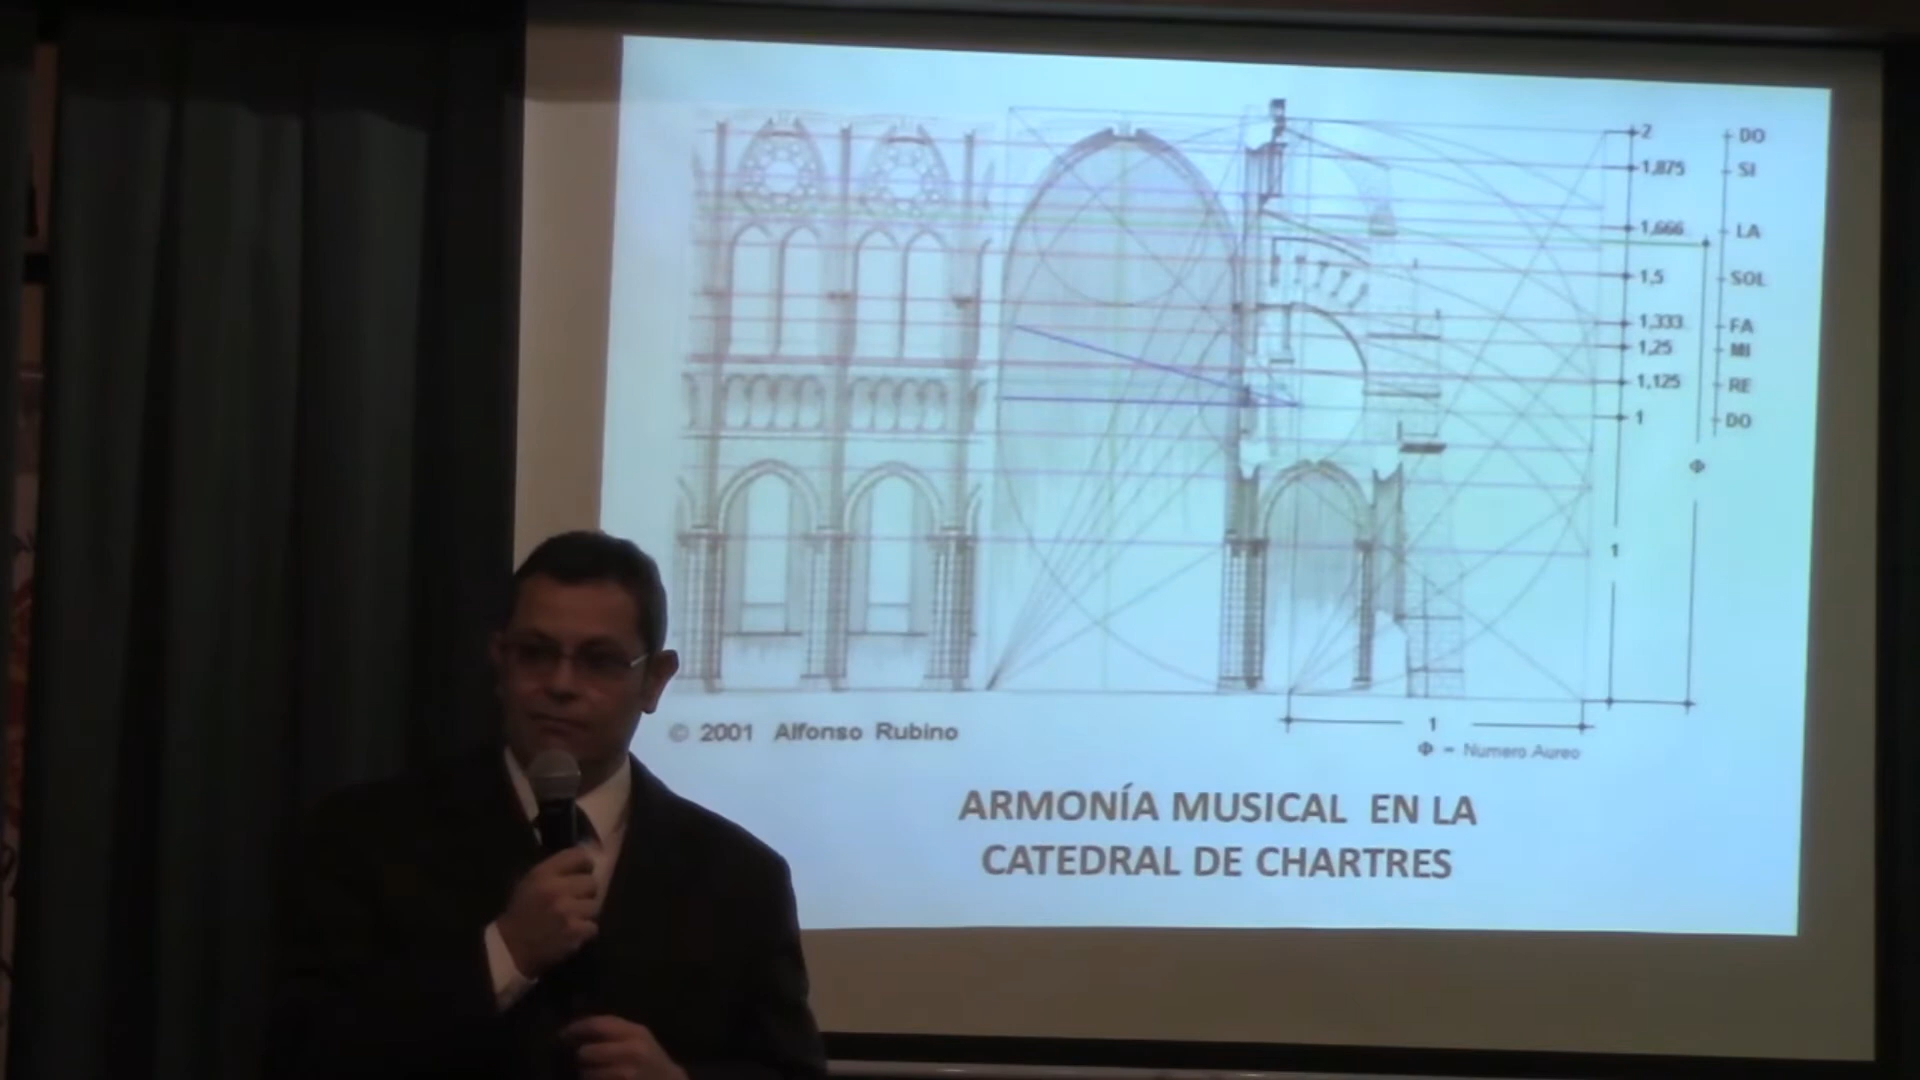 2 DO
1,875 SI
1,666 LA
1,5 SOL
1,333 FA
1,25 MI
1,125 RE
1 DO
Φ
1
1
Φ - Numero Aureo
© 2001 Alfonso Rubino
ARMONÍA MUSICAL EN LA
CATEDRAL DE CHARTRES